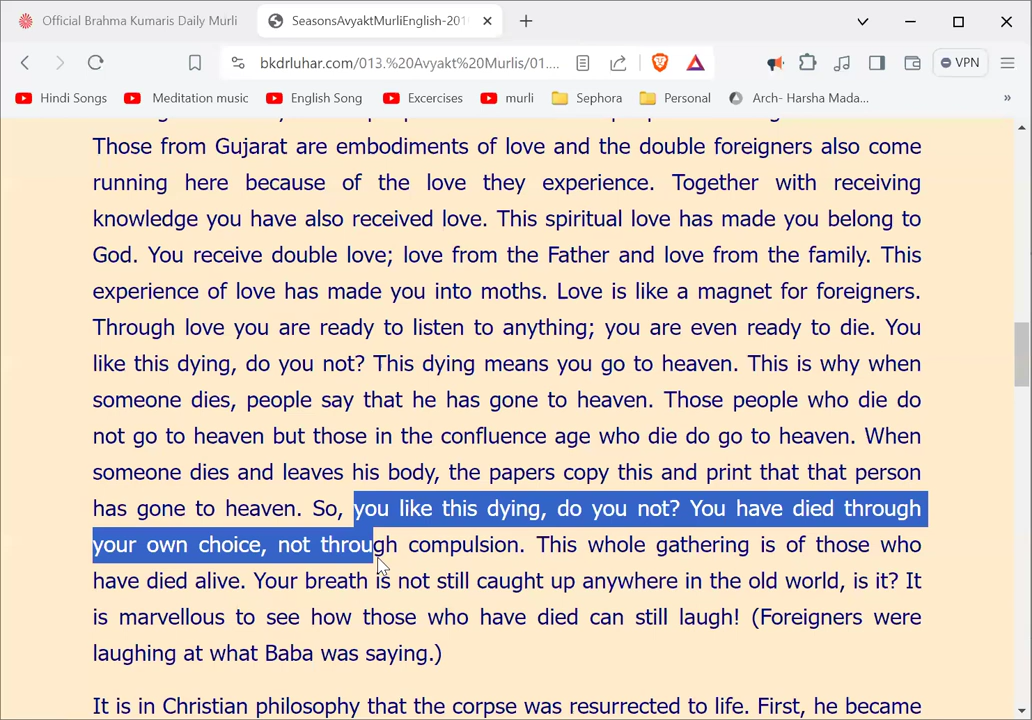 Official Brahma Kumaris Daily Murli
SeasonsAvyaktMurliEnglish-201
bkdrluhar.com/013.%20Avyakt%20Murlis/01....
VPN
Hindi Songs
Meditation music
English Song
Excercises
murli
Sephora
Personal
Arch- Harsha Mada...
»
Those from Gujarat are embodiments of love and the double foreigners also come
running here because of the love they experience. Together with receiving
knowledge you have also received love. This spiritual love has made you belong to
God. You receive double love; love from the Father and love from the family. This
experience of love has made you into moths. Love is like a magnet for foreigners.
Through love you are ready to listen to anything; you are even ready to die. You
like this dying, do you not? This dying means you go to heaven. This is why when
someone dies, people say that he has gone to heaven. Those people who die do
not go to heaven but those in the confluence age who die do go to heaven. When
someone dies and leaves his body, the papers copy this and print that that person
has gone to heaven. So, you like this dying, do you not? You have died through
your own choice, not through compulsion. This whole gathering is of those who
have died alive. Your breath is not still caught up anywhere in the old world, is it? It
is marvellous to see how those who have died can still laugh! (Foreigners were
laughing at what Baba was saying.)
It is in Christian philosophy that the corpse was resurrected to life. First, he became